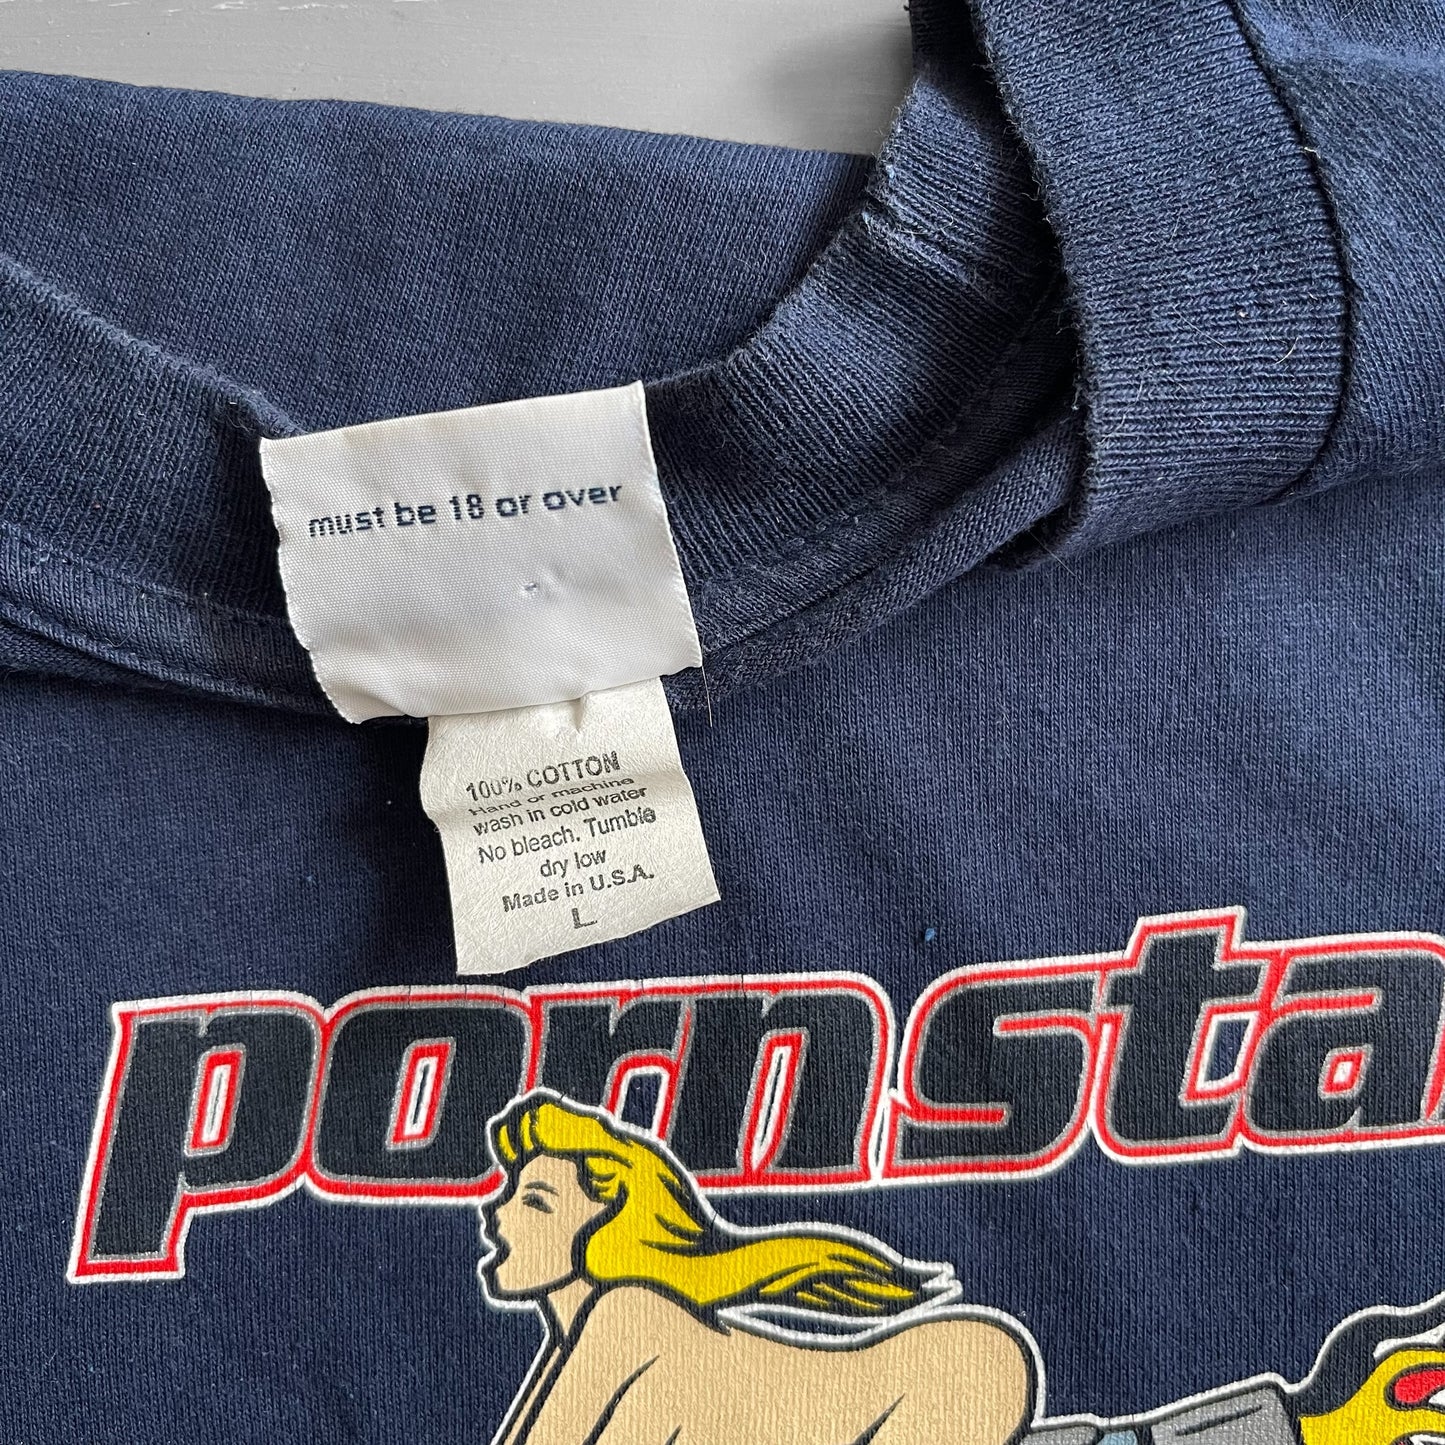 must be 18 or over
100% COTTON
Hand or machine
wash in cold water
No bleach. Tumble
dry low
Made in U.S.A.
L
pornsta